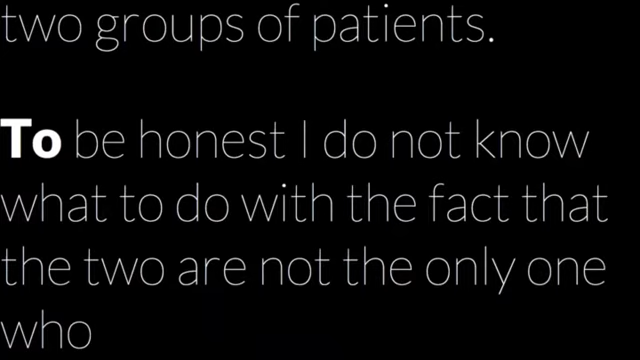 two groups of patients.
To be honest I do not know
what to do with the fact that
the two are not the only one
who